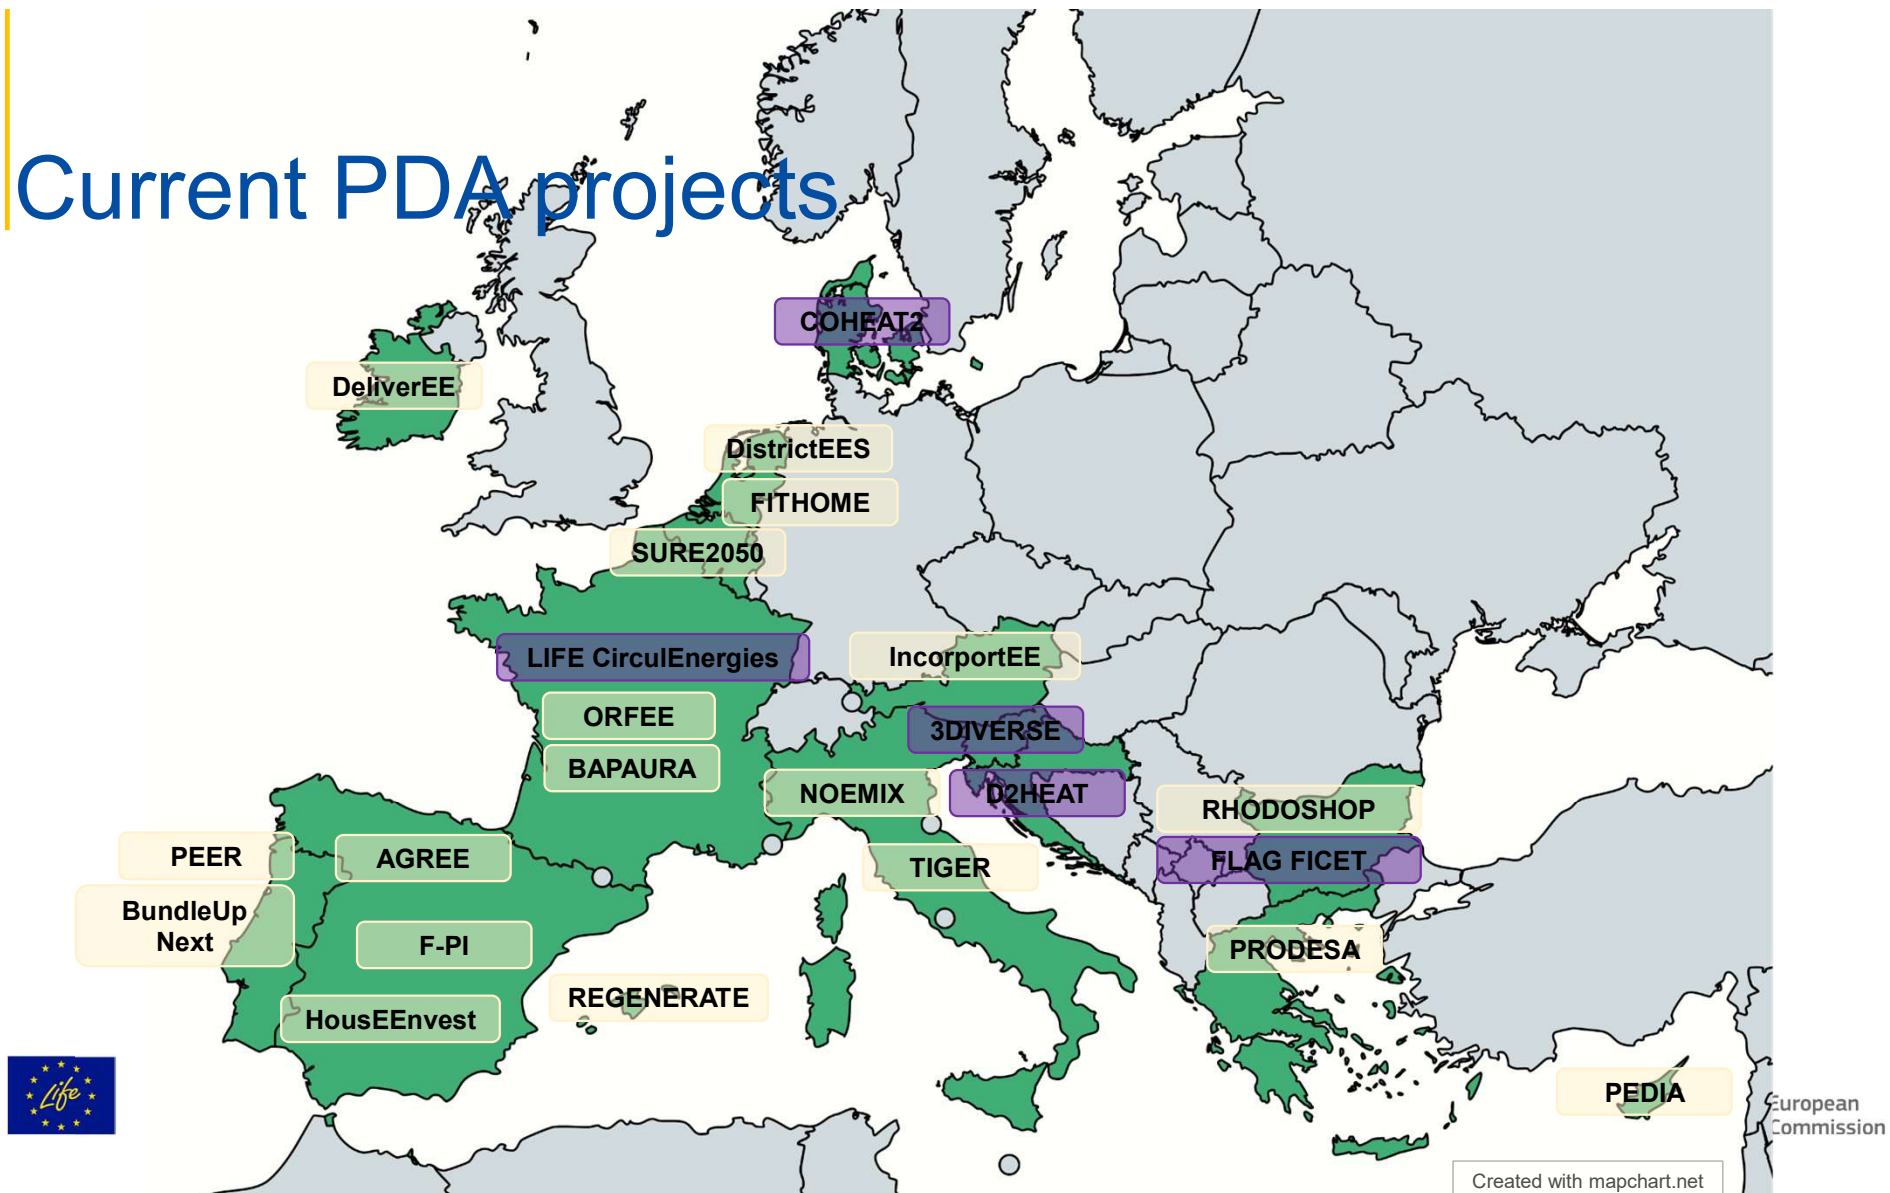 Current PDA projects
COHEAT2
DeliverEE
DistrictEES
FITHOME
SURE2050
LIFE CirculEnergies
IncorportEE
ORFEE
3DIVERSE
BAPAURA
NOEMIX
D2HEAT
RHODOSHOP
PEER
AGREE
TIGER
FLAG FICET
BundleUp
Next
F-PI
PRODESA
REGENERATE
HousEEnvest
Life
PEDIA
European
Commission
Created with mapchart.net